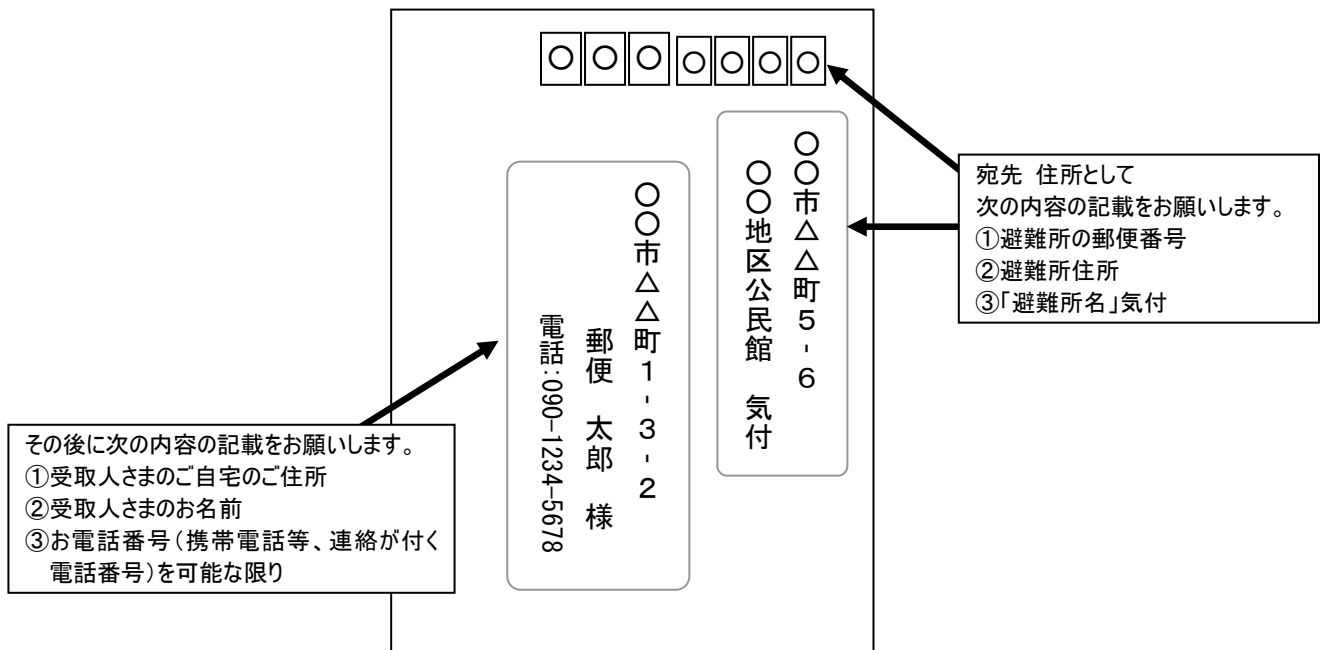 〇〇〇〇〇〇〇
〇〇市△△町5-6
〇〇地区公民館　気付
〇〇市△△町1-3-2
郵便　太郎　様
電話:090-1234-5678
宛先 住所として
次の内容の記載をお願いします。
①避難所の郵便番号
②避難所住所
③「避難所名」気付
その後に次の内容の記載をお願いします。
①受取人さまのご自宅のご住所
②受取人さまのお名前
③お電話番号(携帯電話等、連絡が付く
電話番号)を可能な限り